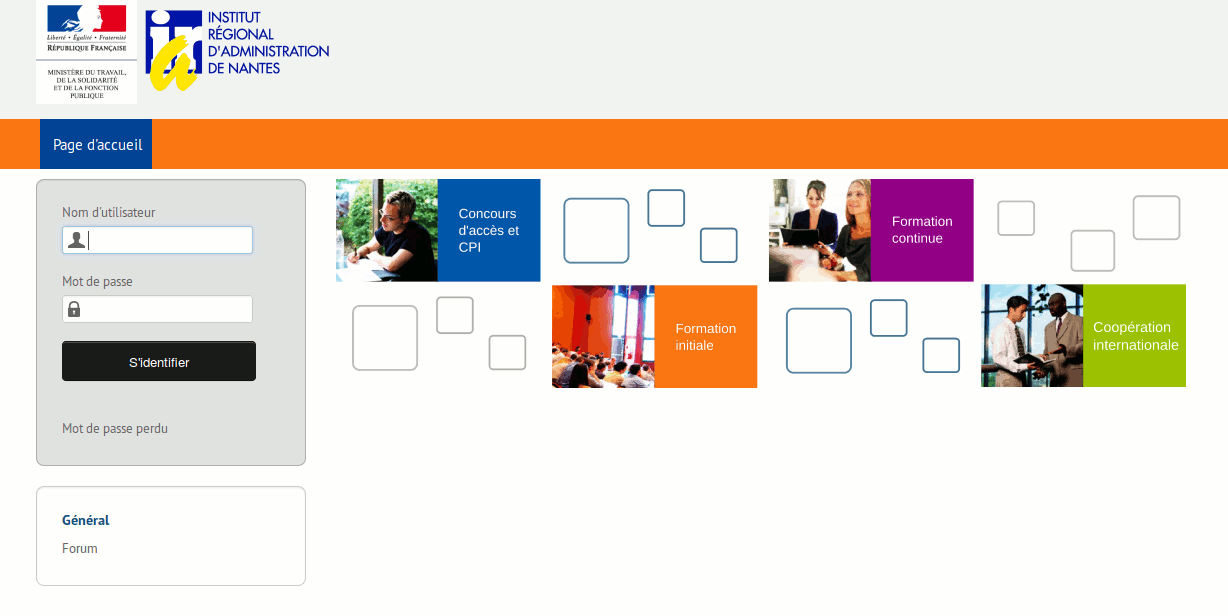 Liberté • Égalité • Fraternité
RÉPUBLIQUE FRANÇAISE
MINISTÈRE DU TRAVAIL,
DE LA SOLIDARITÉ
ET DE LA FONCTION
PUBLIQUE
INSTITUT
RÉGIONAL
D'ADMINISTRATION
DE NANTES
Page d'accueil
Nom d'utilisateur
Mot de passe
S'identifier
Mot de passe perdu
Général
Forum
Concours
d'accès et
CPI
Formation
continue
Formation
initiale
Coopération
internationale